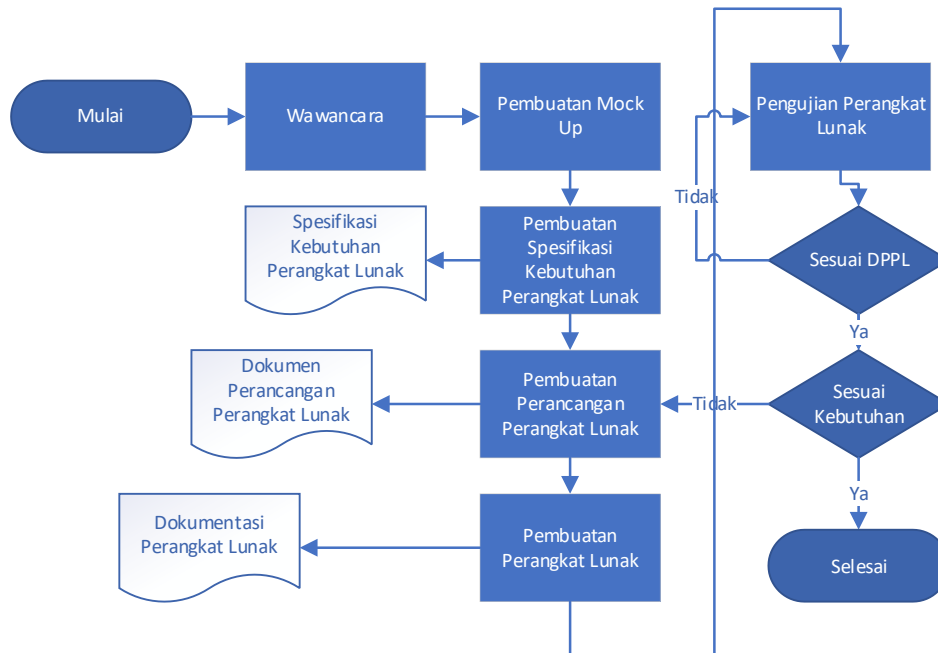 Mulai
Wawancara
Pembuatan Mock
Up
Pengujian Perangkat
Lunak
Tidak
Spesifikasi
Kebutuhan
Perangkat Lunak
Pembuatan
Spesifikasi
Kebutuhan
Perangkat Lunak
Sesuai DPPL
Ya
Dokumen
Perancangan
Perangkat Lunak
Pembuatan
Perancangan
Perangkat Lunak
Tidak
Sesuai
Kebutuhan
Ya
Dokumentasi
Perangkat Lunak
Pembuatan
Perangkat Lunak
Selesai